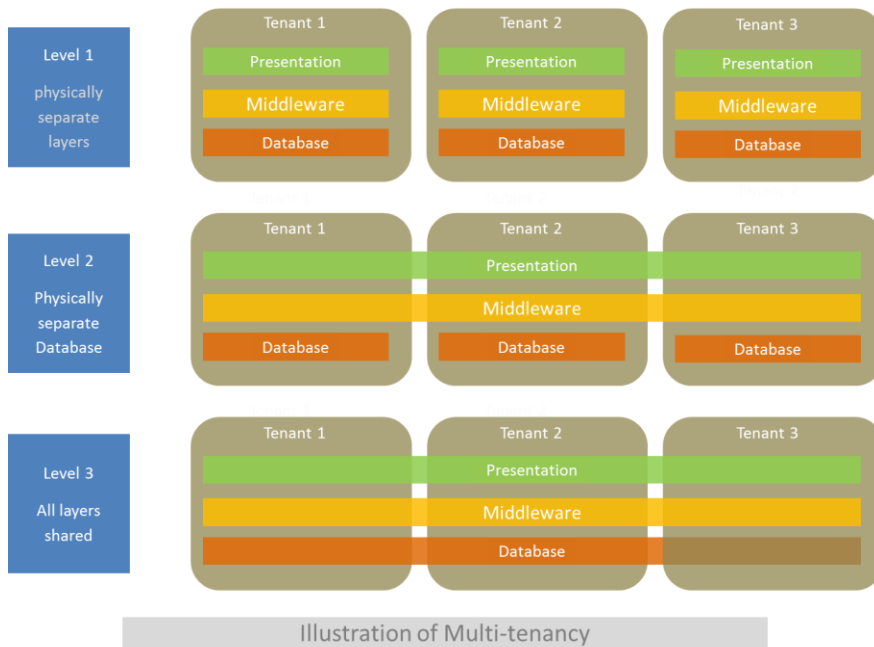 Tenant 1
Tenant 2
Tenant 3
Level 1
physically
separate
layers
Presentation
Presentation
Presentation
Middleware
Middleware
Middleware
Database
Database
Database
Tenant 1
Tenant 2
Tenant 3
Level 2
Physically
separate
Database
Presentation
Middleware
Database
Database
Database
Tenant 1
Tenant 2
Tenant 3
Level 3
All layers
shared
Presentation
Middleware
Database
Illustration of Multi-tenancy